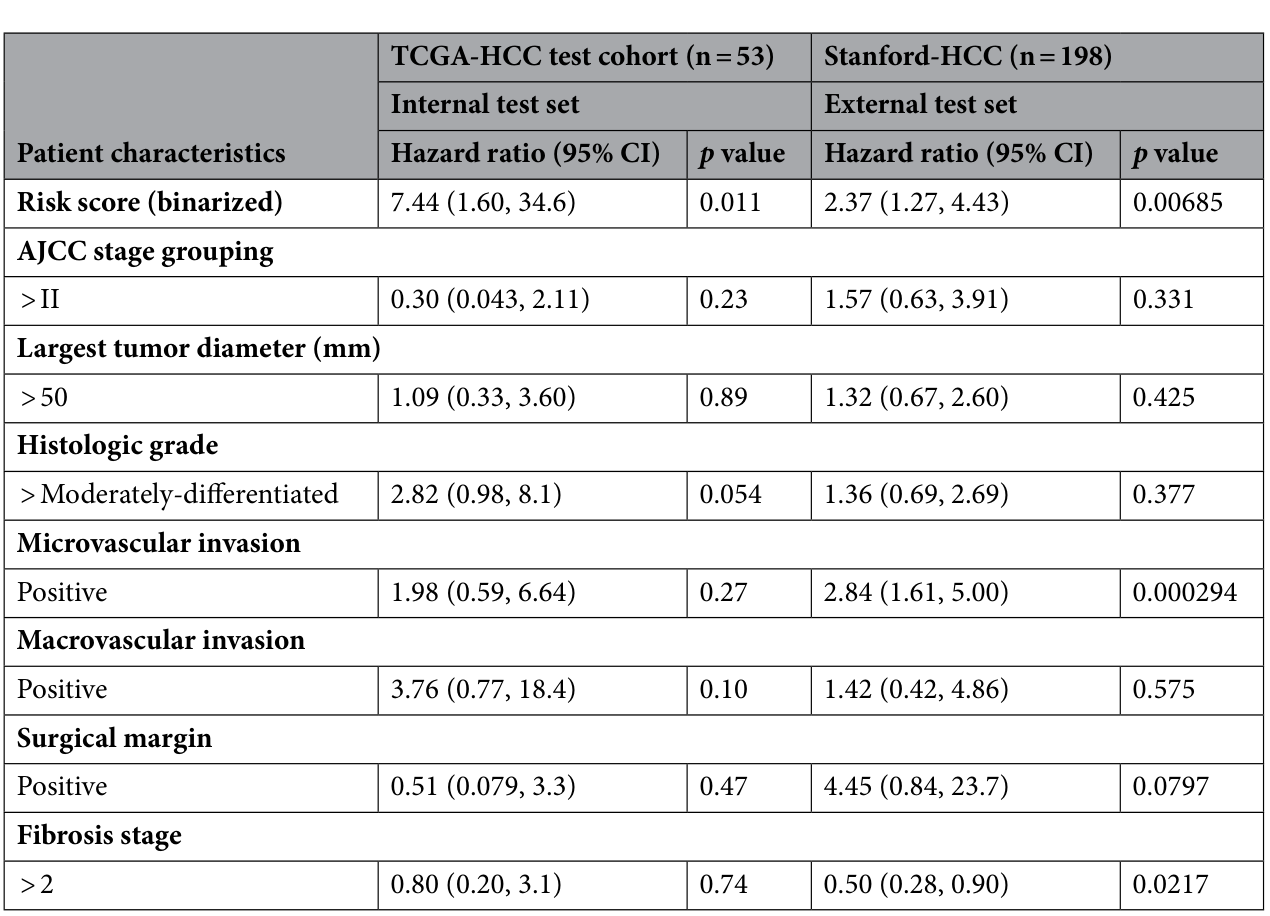 TCGA-HCC test cohort (n = 53) Stanford-HCC (n = 198)
Internal test set External test set
Patient characteristics Hazard ratio (95% CI) p value Hazard ratio (95% CI) p value
Risk score (binarized) 7.44 (1.60, 34.6) 0.011 2.37 (1.27, 4.43) 0.00685
AJCC stage grouping
> II 0.30 (0.043, 2.11) 0.23 1.57 (0.63, 3.91) 0.331
Largest tumor diameter (mm)
> 50 1.09 (0.33, 3.60) 0.89 1.32 (0.67, 2.60) 0.425
Histologic grade
> Moderately-differentiated 2.82 (0.98, 8.1) 0.054 1.36 (0.69, 2.69) 0.377
Microvascular invasion
Positive 1.98 (0.59, 6.64) 0.27 2.84 (1.61, 5.00) 0.000294
Macrovascular invasion
Positive 3.76 (0.77, 18.4) 0.10 1.42 (0.42, 4.86) 0.575
Surgical margin
Positive 0.51 (0.079, 3.3) 0.47 4.45 (0.84, 23.7) 0.0797
Fibrosis stage
> 2 0.80 (0.20, 3.1) 0.74 0.50 (0.28, 0.90) 0.0217